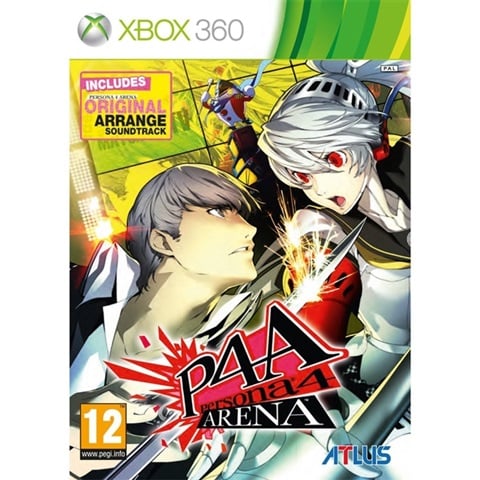 XBOX 360
PAL
INCLUDES
PERSONA 4 ARENA
ORIGINAL
ARRANGE
SOUNDTRACK
P4A
PERSONA4
ARENA
12
www.pegi.info
ATLUS